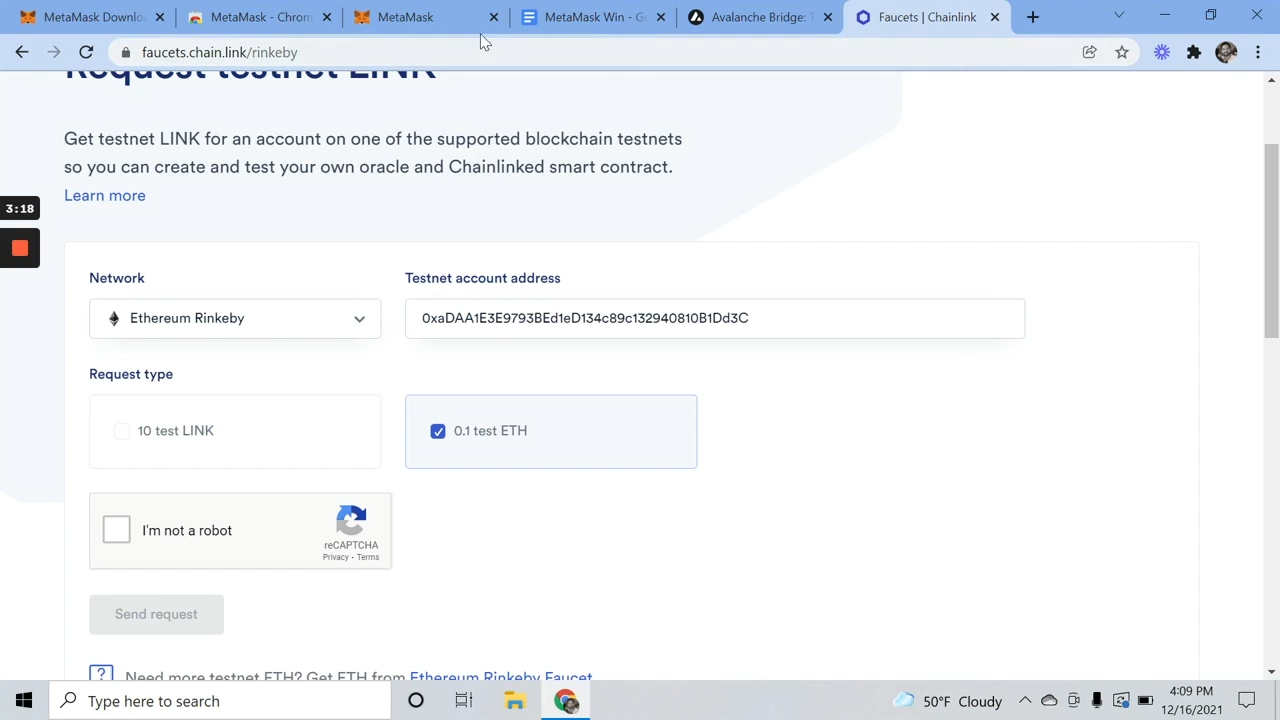 MetaMask Downlo
MetaMask - Chrom
MetaMask
MetaMask Win - G
Avalanche Bridge: T
Faucets | Chainlink
faucets.chain.link/rinkeby
Request testnet LINK
Get testnet LINK for an account on one of the supported blockchain testnets
so you can create and test your own oracle and Chainlinked smart contract.
Learn more
3:18
Network
Testnet account address
Ethereum Rinkeby
0xaDAA1E3E9793BEd1eD134c89c132940810B1Dd3C
Request type
10 test LINK
0.1 test ETH
I'm not a robot
reCAPTCHA
Privacy - Terms
Send request
? Need more testnet ETH? Get ETH from Ethereum Rinkeby Faucet
Type here to search
50°F Cloudy
4:09 PM
12/16/2021